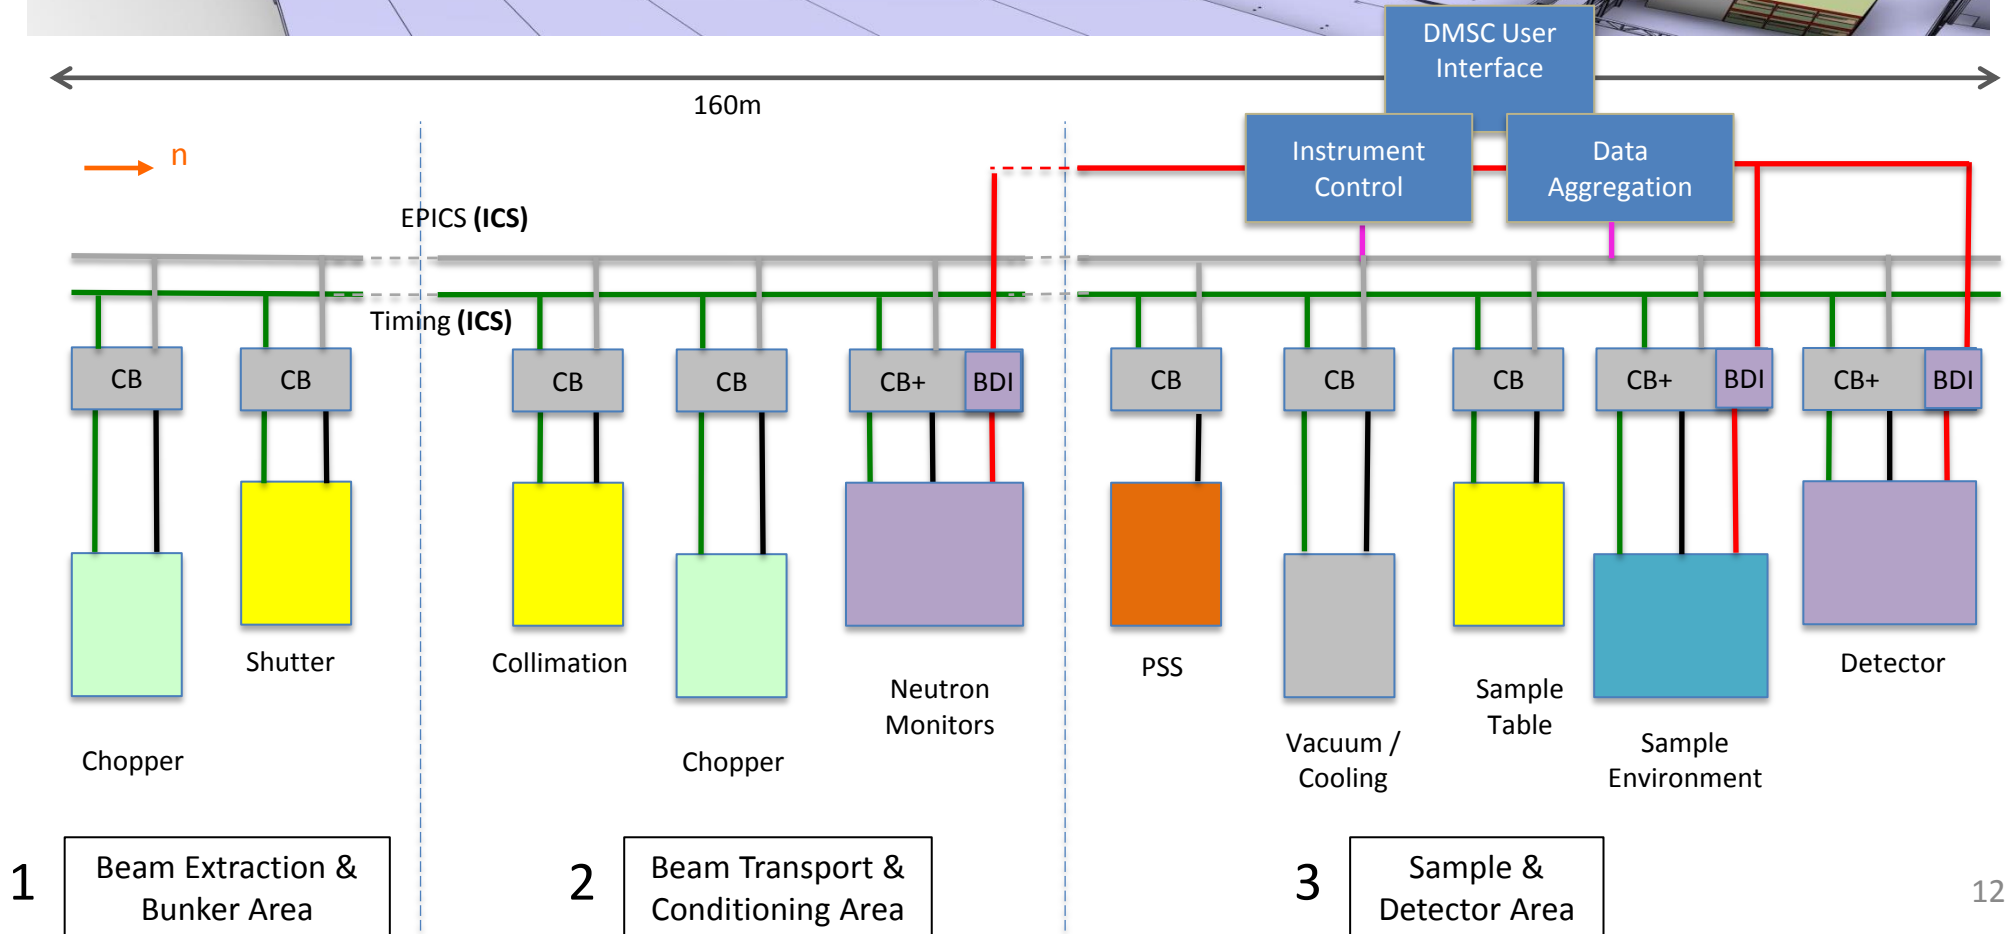 DMSC User
Interface
160m
n
Instrument
Control
Data
Aggregation
EPICS (ICS)
Timing (ICS)
CB
CB
CB
CB
CB+
BDI
CB
CB
CB
CB+
BDI
CB+
BDI
Shutter
Collimation
PSS
Detector
Neutron
Monitors
Sample
Table
Chopper
Chopper
Vacuum /
Cooling
Sample
Environment
1
Beam Extraction &
Bunker Area
2
Beam Transport &
Conditioning Area
3
Sample &
Detector Area
12